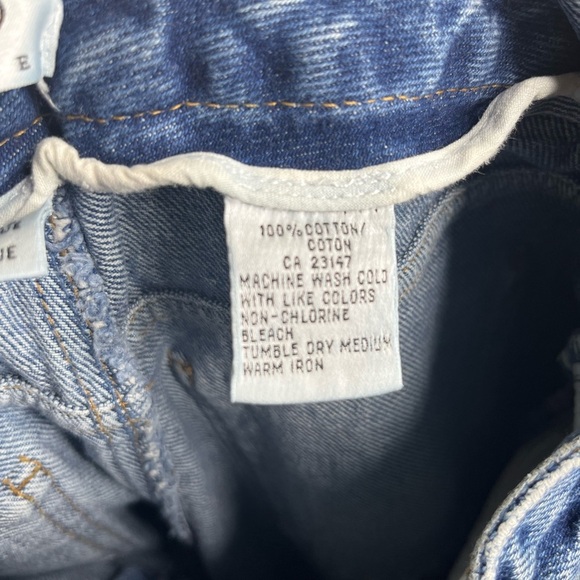 E
UE
100% COTTON/
COTON
CA 23147
MACHINE WASH COLD
WITH LIKE COLORS
NON-CHLORINE
BLEACH
TUMBLE DRY MEDIUM
WARM IRON